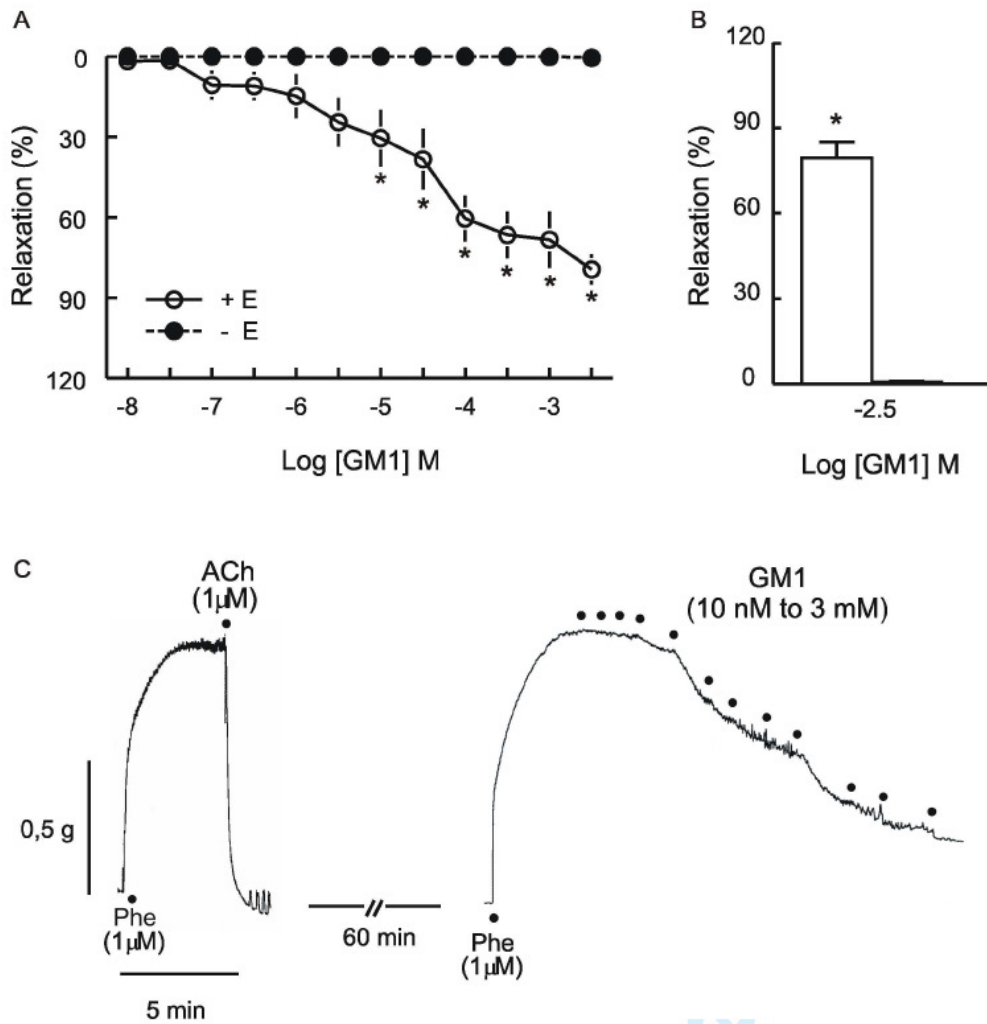 A
0
30
60
90
120
Relaxation (%)
*
*
*
*
*
*
+ E
- E
-8 -7 -6 -5 -4 -3
Log [GM1] M
B
120
90
60
30
0
Relaxation (%)
*
-2.5
Log [GM1] M
C
ACh
(1µM)
0,5 g
Phe
(1µM)
5 min
60 min
GM1
(10 nM to 3 mM)
Phe
(1µM)